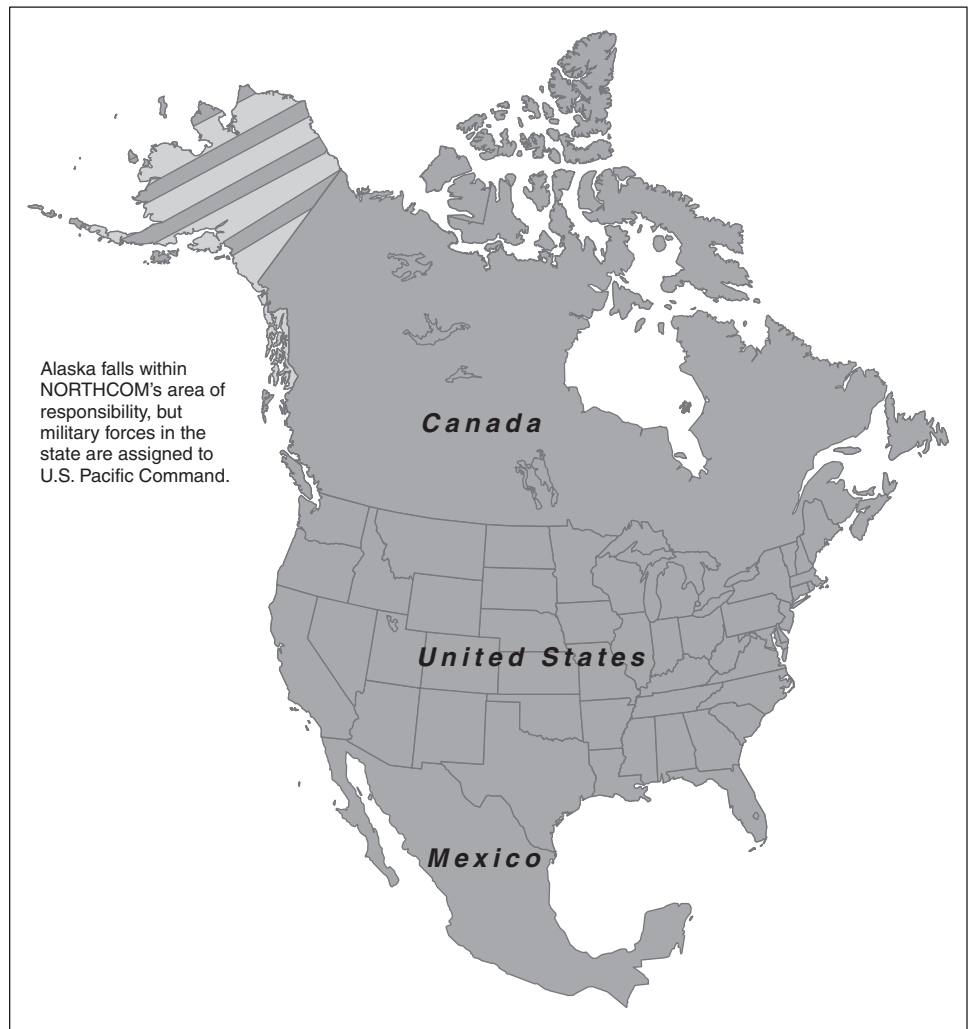 Alaska falls within
NORTHCOM's area of
responsibility, but
military forces in the
state are assigned to
U.S. Pacific Command.
Canada
United States
Mexico